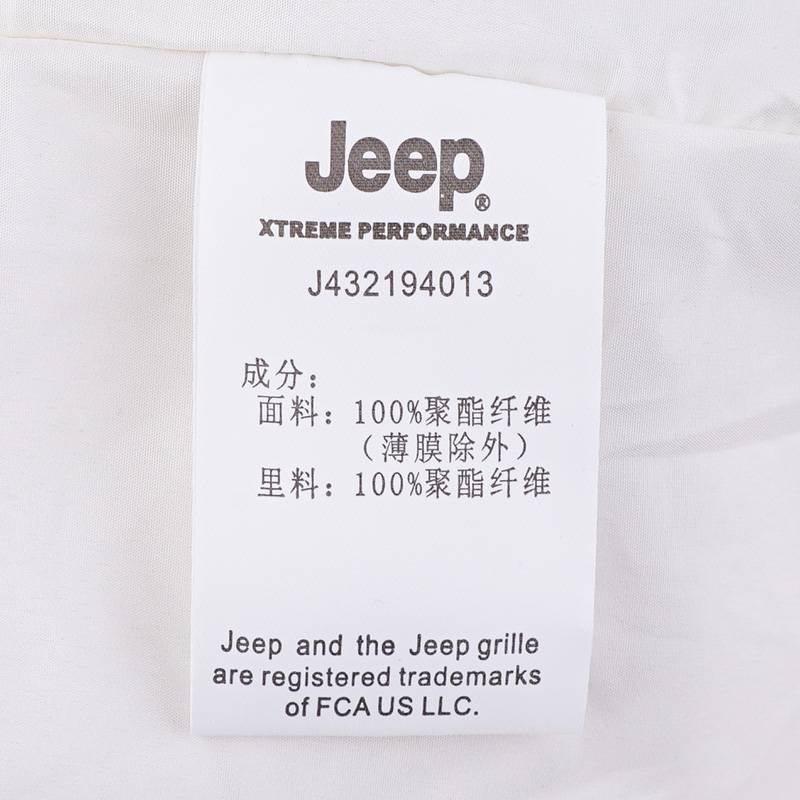 Jeep®
XTREME PERFORMANCE
J432194013
成分：
面料：100%聚酯纤维
（薄膜除外）
里料：100%聚酯纤维
Jeep and the Jeep grille
are registered trademarks
of FCA US LLC.